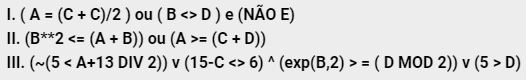 I. ( A = (C + C)/2 ) ou ( B <> D ) e (NÃO E)
II. (B**2 <= (A + B)) ou (A >= (C + D))
III. (~(5 < A+13 DIV 2)) v (15-C <> 6) ^ (exp(B,2) > = ( D MOD 2)) v (5 > D)